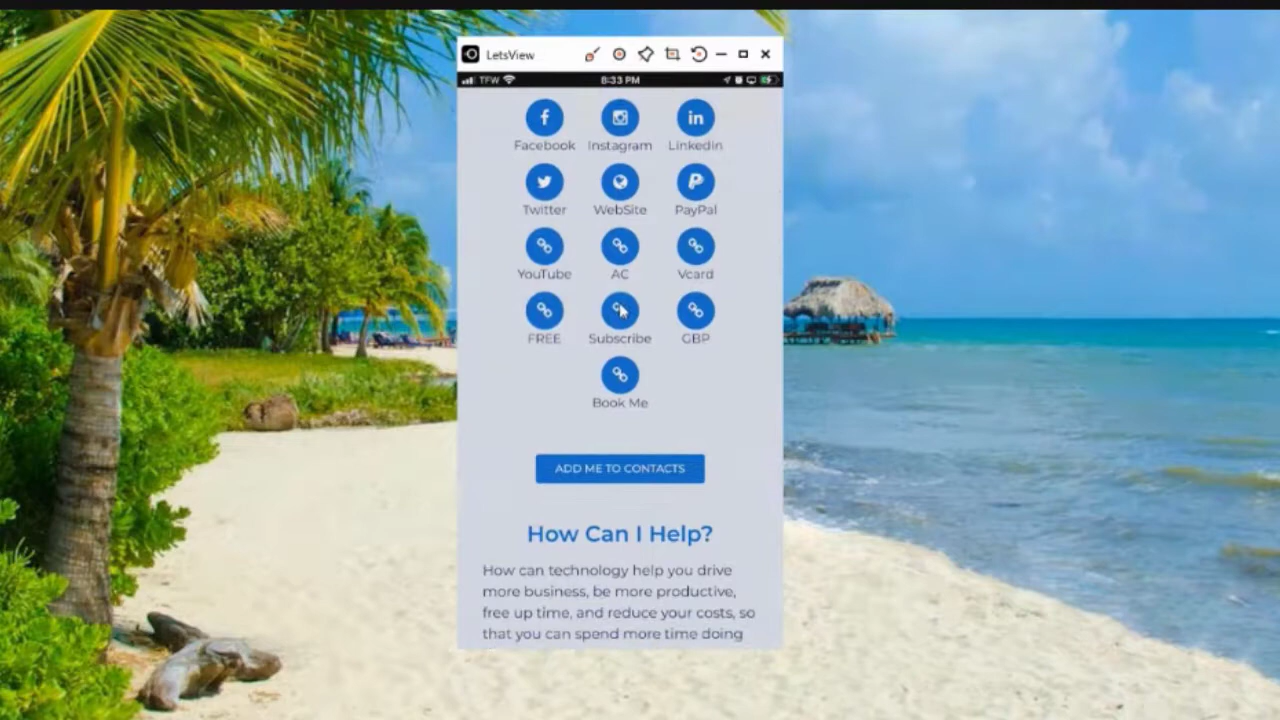 LetsView
TFW 8:33 PM
Facebook Instagram LinkedIn
Twitter WebSite PayPal
YouTube AC Vcard
FREE Subscribe GBP
Book Me
ADD ME TO CONTACTS
How Can I Help?
How can technology help you drive
more business, be more productive,
free up time, and reduce your costs, so
that you can spend more time doing